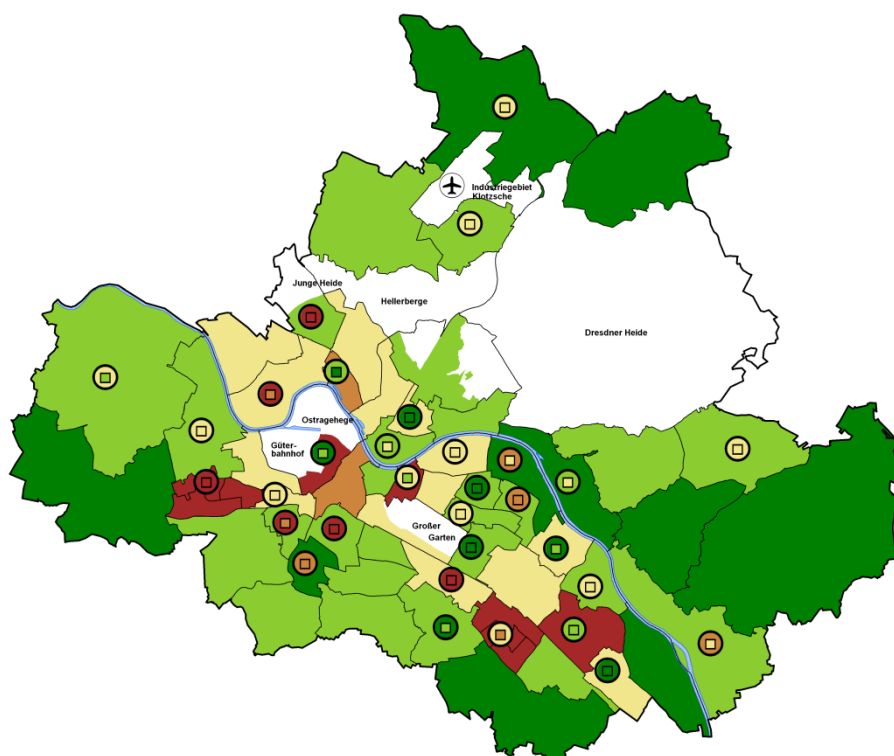 Industriegebiet
Klotzsche
Junge Heide
Hellerberge
Dresdner Heide
Ostragehege
Güter-
bahnhof
Großer
Garten